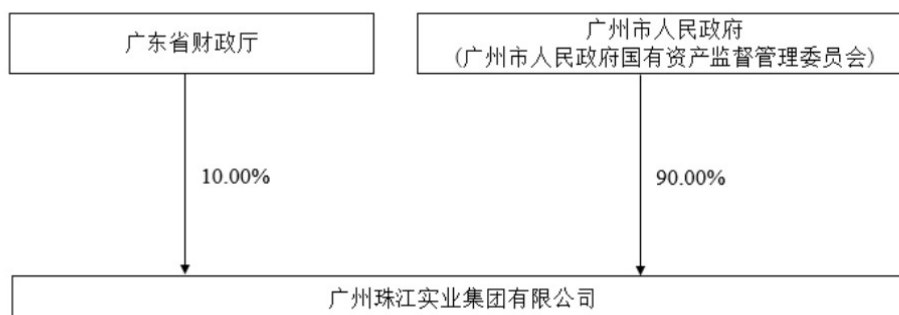 广东省财政厅
广州市人民政府
(广州市人民政府国有资产监督管理委员会)
10.00%
90.00%
广州珠江实业集团有限公司